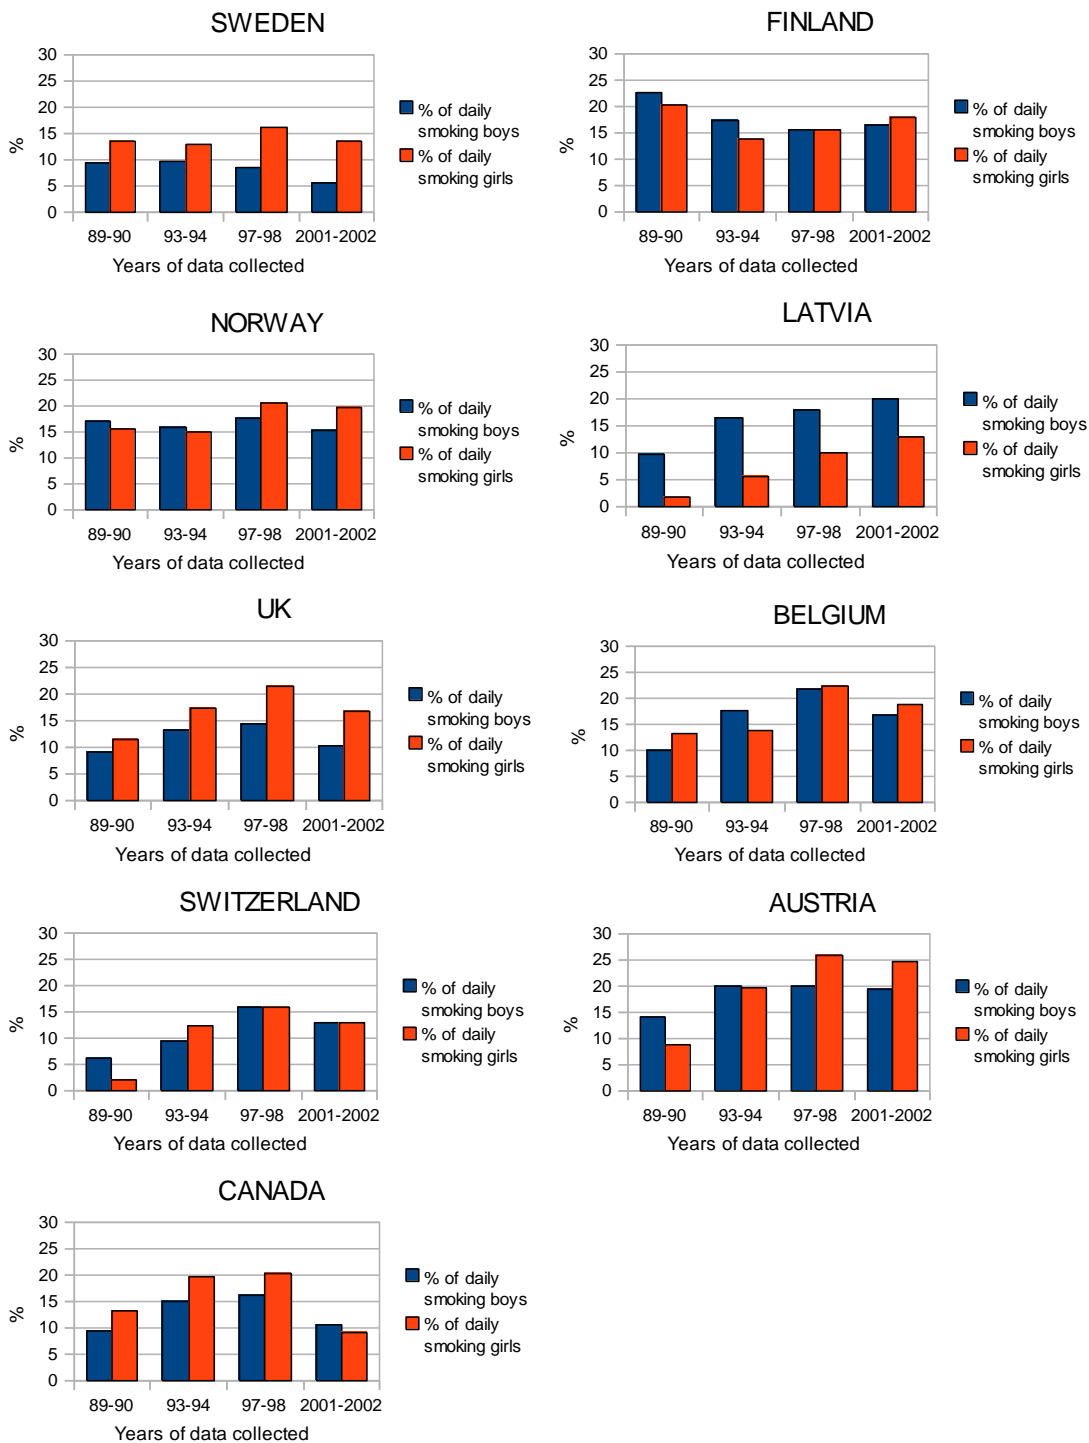 SWEDEN
30
25
20
15
10
5
0
%
89-90 93-94 97-98 2001-2002
Years of data collected
% of daily
smoking boys
% of daily
smoking girls
FINLAND
30
25
20
15
10
5
0
%
89-90 93-94 97-98 2001-2002
Years of data collected
% of daily
smoking boys
% of daily
smoking girls
NORWAY
30
25
20
15
10
5
0
%
89-90 93-94 97-98 2001-2002
Years of data collected
% of daily
smoking boys
% of daily
smoking girls
LATVIA
30
25
20
15
10
5
0
%
89-90 93-94 97-98 2001-2002
Years of data collected
% of daily
smoking boys
% of daily
smoking girls
UK
30
25
20
15
10
5
0
%
89-90 93-94 97-98 2001-2002
Years of data collected
% of daily
smoking boys
% of daily
smoking girls
BELGIUM
30
25
20
15
10
5
0
%
89-90 93-94 97-98 2001-2002
Years of data collected
% of daily
smoking boys
% of daily
smoking girls
SWITZERLAND
30
25
20
15
10
5
0
%
89-90 93-94 97-98 2001-2002
Years of data collected
% of daily
smoking boys
% of daily
smoking girls
AUSTRIA
30
25
20
15
10
5
0
%
89-90 93-94 97-98 2001-2002
Years of data collected
% of daily
smoking boys
% of daily
smoking girls
CANADA
30
25
20
15
10
5
0
%
89-90 93-94 97-98 2001-2002
Years of data collected
% of daily
smoking boys
% of daily
smoking girls